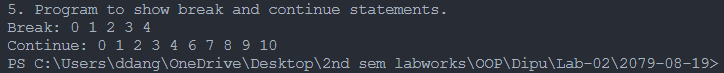 5. Program to show break and continue statements.
Break: 0 1 2 3 4
Continue: 0 1 2 3 4 6 7 8 9 10
PS C:\Users\ddang\OneDrive\Desktop\2nd sem labworks\OOP\Dipu\Lab-02\2079-08-19>